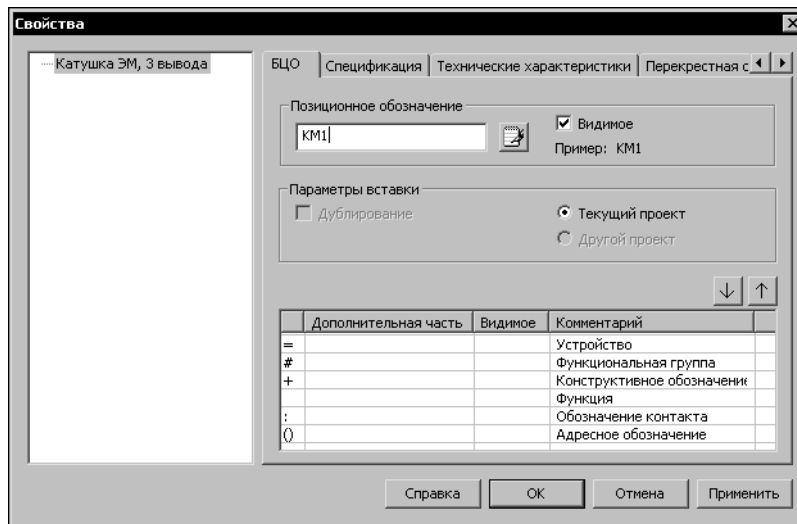 Свойства
Катушка ЭМ, 3 вывода
БЦО Спецификация Технические характеристики Перекрестная с
Позиционное обозначение
КМ1
Видимое
Пример: КМ1
Параметры вставки
Дублирование
Текущий проект
Другой проект
Дополнительная часть Видимое Комментарий
= Устройство
# Функциональная группа
+ Конструктивное обозначение
Функция
: Обозначение контакта
() Адресное обозначение
Справка ОК Отмена Применить